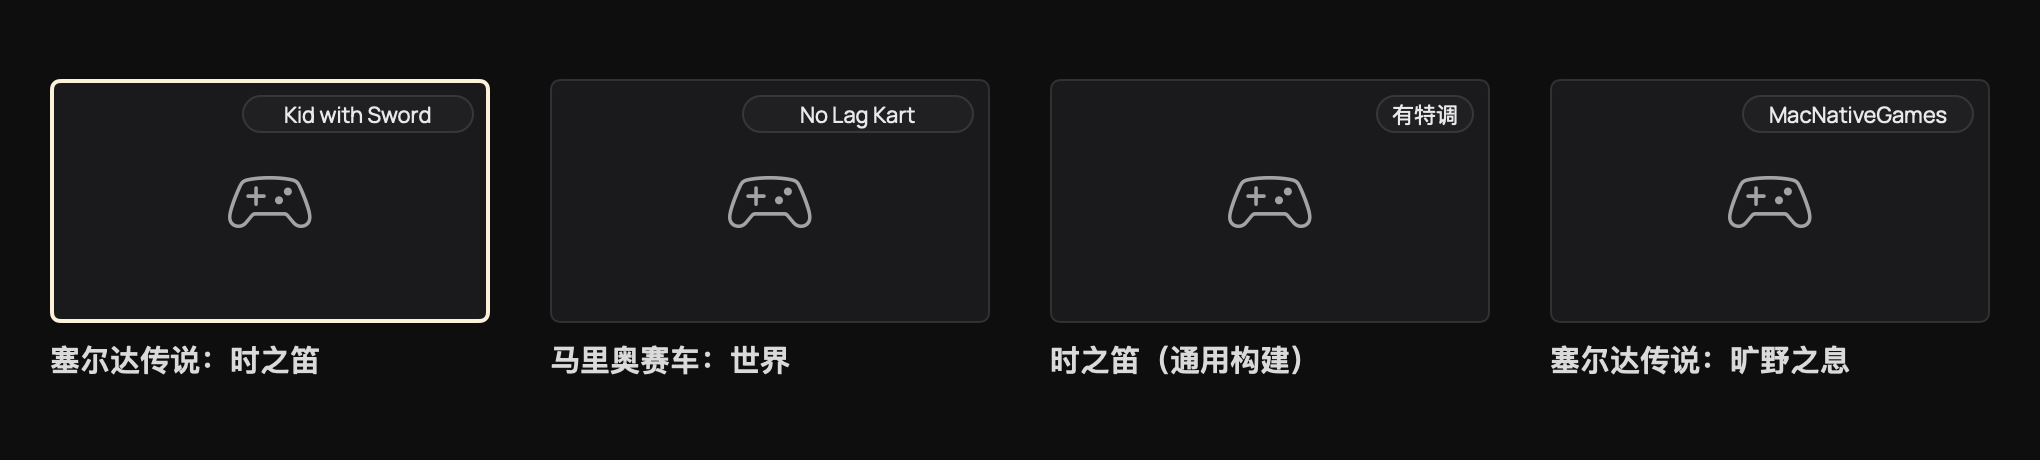 Kid with Sword
No Lag Kart
有特调
MacNativeGames
塞尔达传说：时之笛
马里奥赛车：世界
时之笛（通用构建）
塞尔达传说：旷野之息